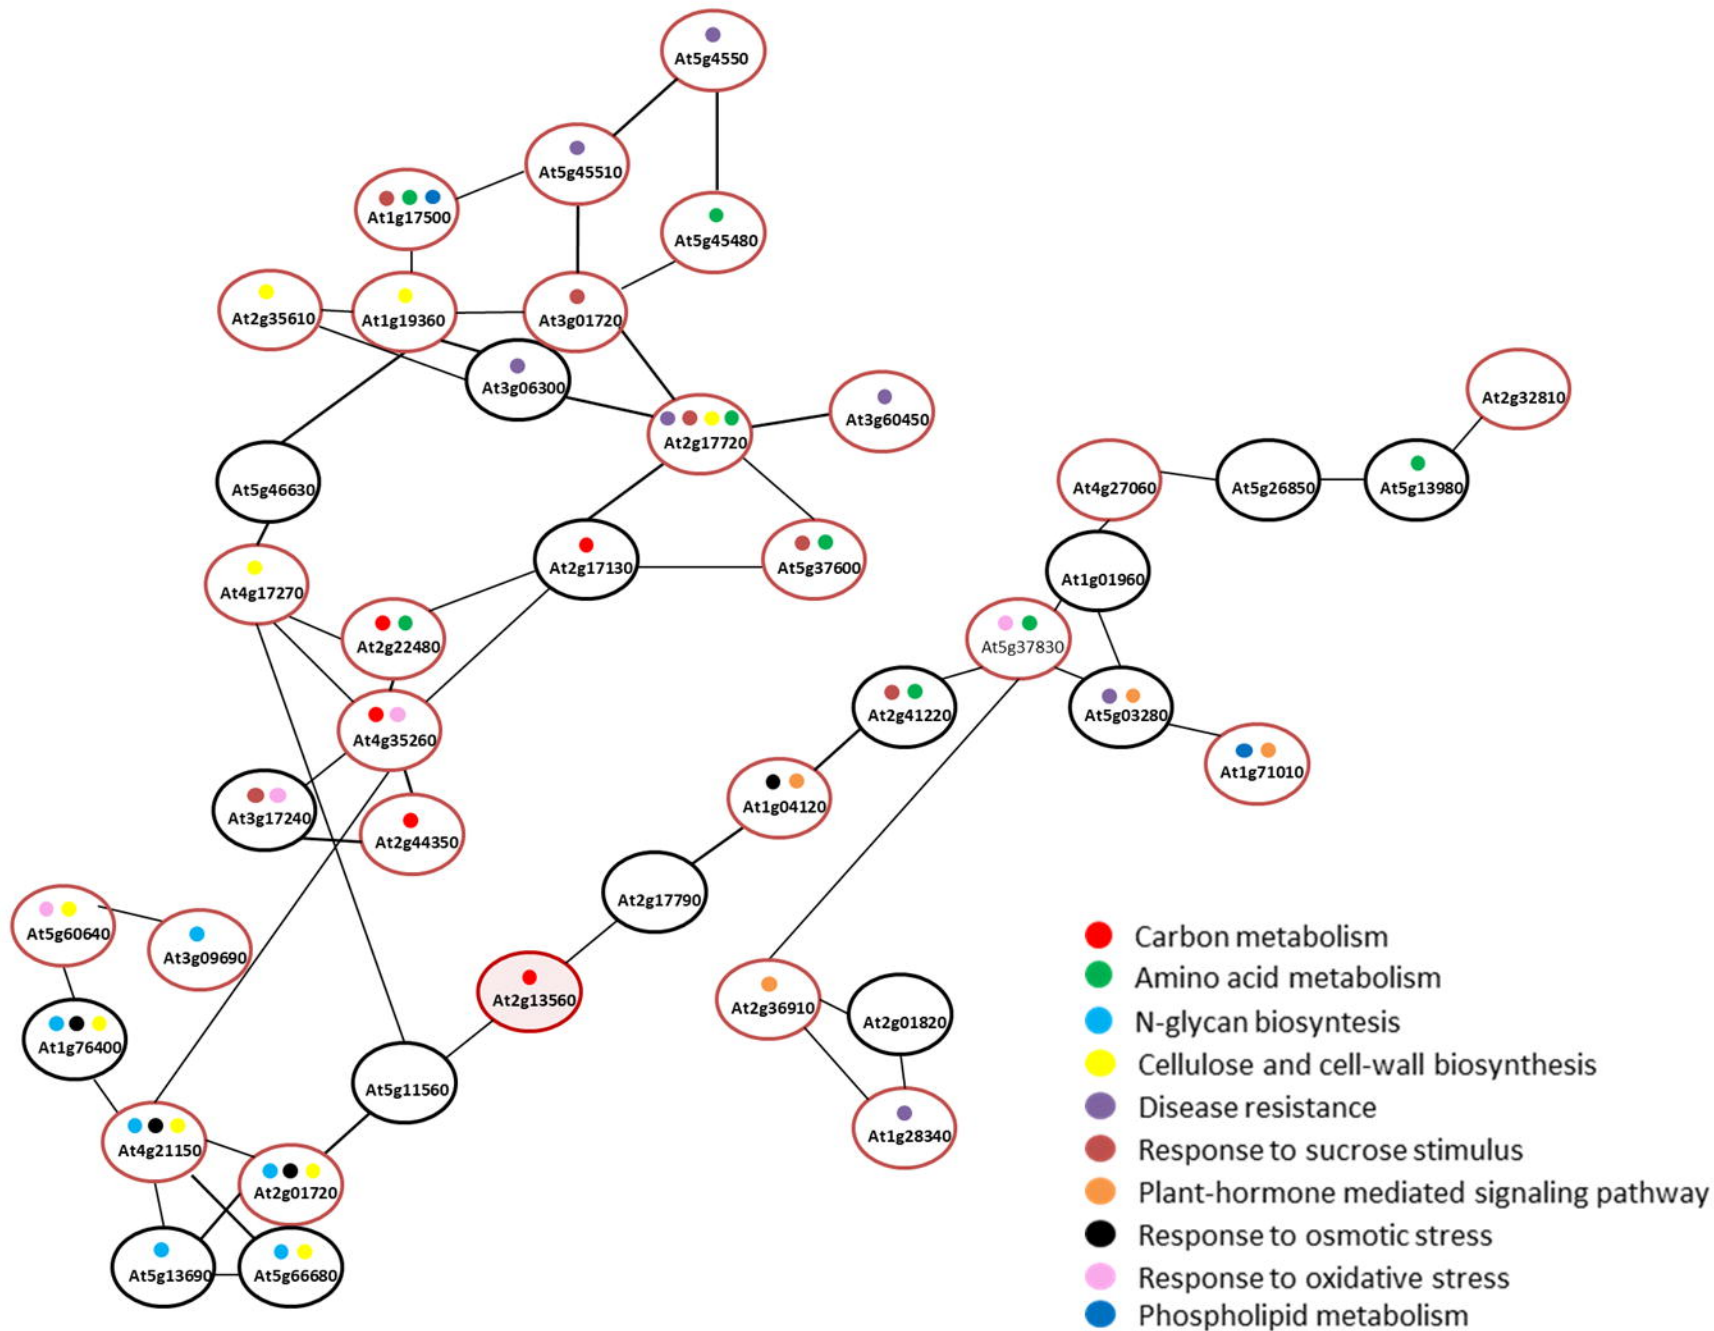 At5g4550
At5g45510
At1g17500
At5g45480
At2g35610
At1g19360
At3g01720
At3g06300
At2g32810
At3g60450
At2g17720
At5g46630
At4g27060
At5g26850
At5g13980
At2g17130
At5g37600
At1g01960
At4g17270
At2g22480
At5g37830
At4g35260
At2g41220
At5g03280
At1g71010
At3g17240
At1g04120
At2g44350
At2g17790
At5g60640
At3g09690
At2g13560
At2g36910
At2g01820
At1g76400
At5g11560
At1g28340
At4g21150
At2g01720
At5g13690
At5g66680
Carbon metabolism
Amino acid metabolism
N-glycan biosyntesis
Cellulose and cell-wall biosynthesis
Disease resistance
Response to sucrose stimulus
Plant-hormone mediated signaling pathway
Response to osmotic stress
Response to oxidative stress
Phospholipid metabolism